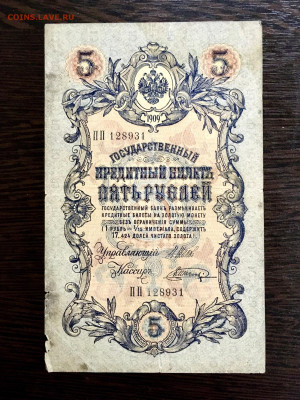 COINS.LAVE.RU
5 5
1909
ПП 128931
ГОСУДАРСТВЕННЫЙ
КРЕДИТНЫЙ БИЛЕТЪ
ПЯТЬ РУБЛЕЙ
ГОСУДАРСТВЕННЫЙ БАНКЪ РАЗМѢНИВАЕТЪ
КРЕДИТНЫЕ БИЛЕТЫ НА ЗОЛОТУЮ МОНЕТУ
БЕЗЪ ОГРАНИЧЕНІЯ СУММЫ
(1 РУБЛЬ = 1/15 ИМПЕРІАЛА, СОДЕРЖИТЪ
17,424 ДОЛЕЙ ЧИСТАГО ЗОЛОТА)
Управляющій
Кассиръ
ПП 128931
5